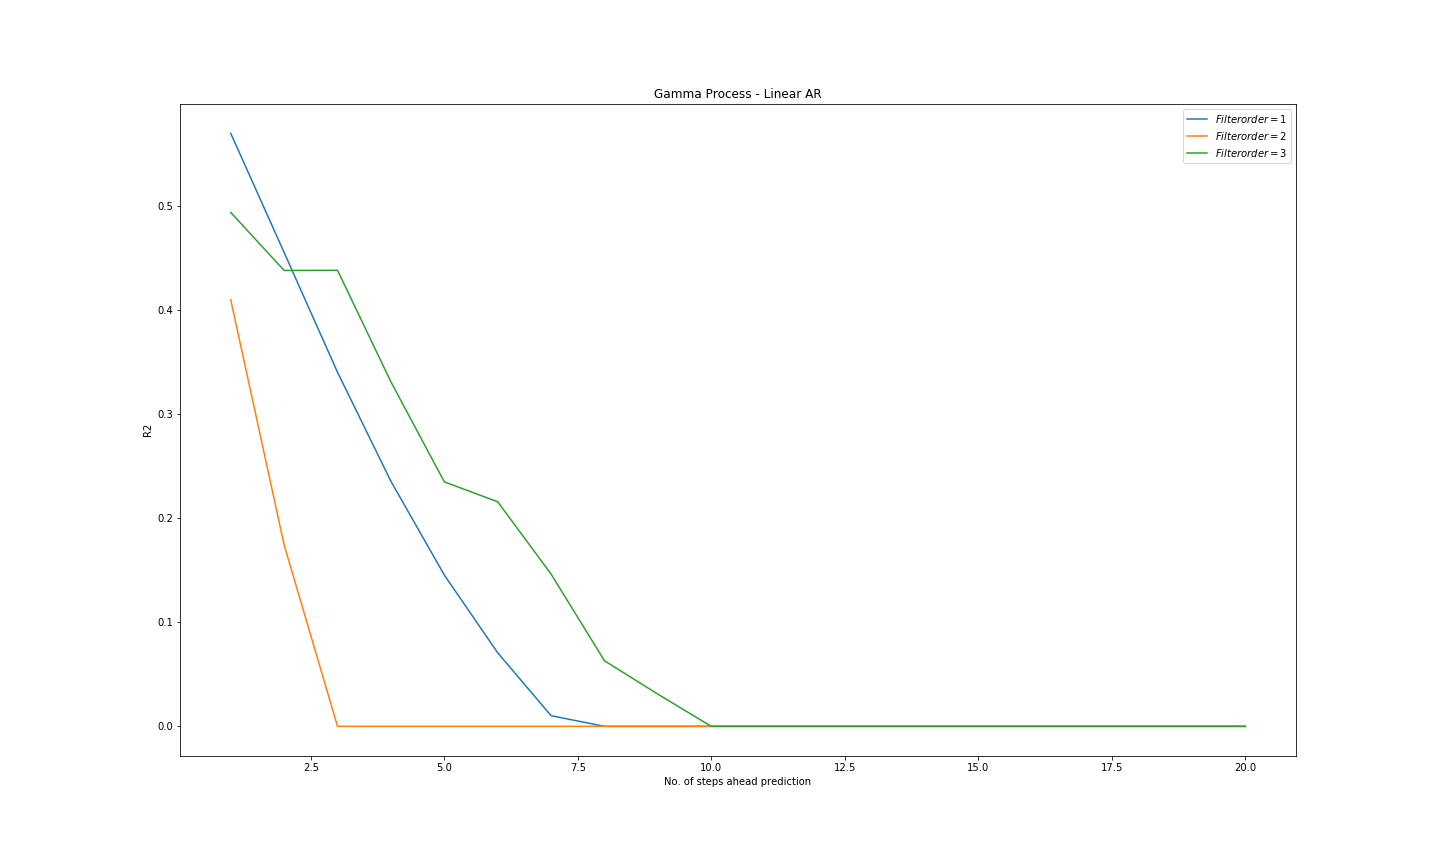 Gamma Process - Linear AR
Filterorder = 1
Filterorder = 2
Filterorder = 3
R2
0.5
0.4
0.3
0.2
0.1
0.0
2.5 5.0 7.5 10.0 12.5 15.0 17.5 20.0
No. of steps ahead prediction